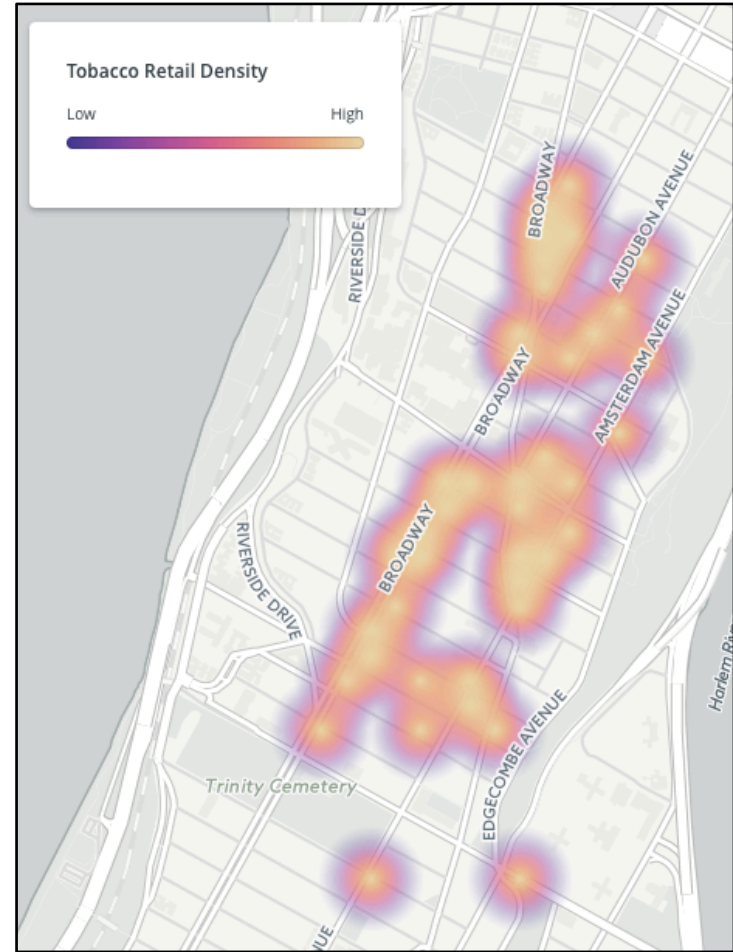 Tobacco Retail Density
Low High
BROADWAY
AUDUBON AVENUE
RIVERSIDE D
AMSTERDAM AVENUE
BROADWAY
BROADWAY
RIVERSIDE DRIVE
Harlem Riv
EDGECOMBE AVENUE
Trinity Cemetery
NUE